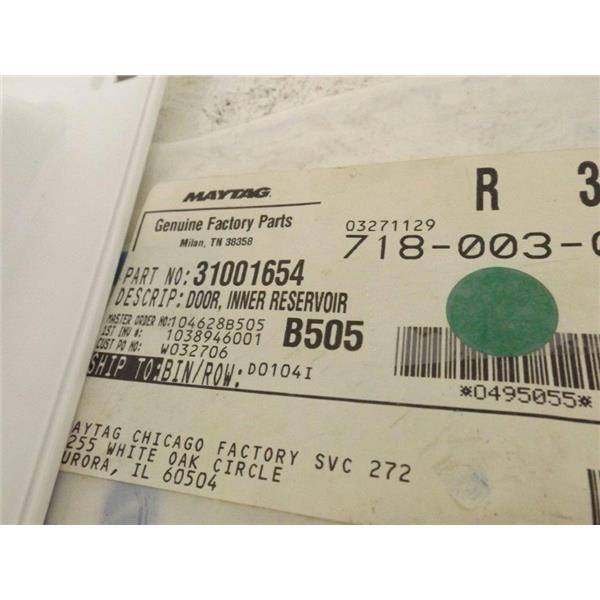 MAYTAG
Genuine Factory Parts
Milan, TN 38358
R 3
03271129
718-003-
PART NO: 31001654
DESCRIP: DOOR, INNER RESERVOIR
MASTER ORDER NO: 104628B505
1ST INV #: 1038946001
CUST PO NO: W032706
B505
SHIP TO: BIN/ROW: D0104I
*0495055*
AYTAG CHICAGO FACTORY SVC 272
255 WHITE OAK CIRCLE
URORA, IL 60504